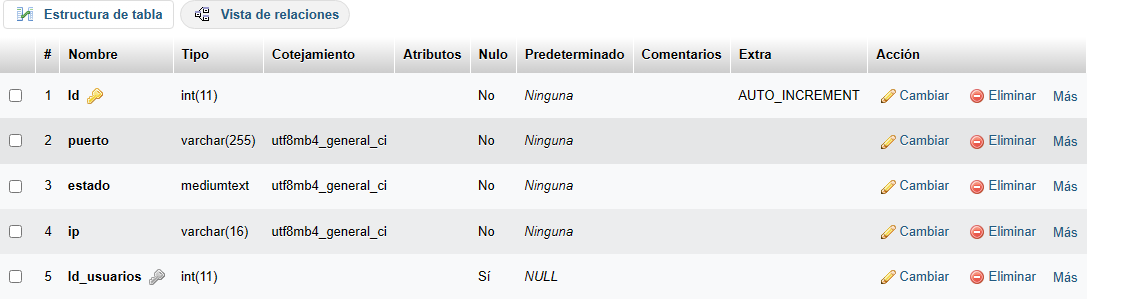 Estructura de tabla Vista de relaciones
# Nombre Tipo Cotejamiento Atributos Nulo Predeterminado Comentarios Extra Acción
1 Id int(11) No Ninguna AUTO_INCREMENT Cambiar Eliminar Más
2 puerto varchar(255) utf8mb4_general_ci No Ninguna Cambiar Eliminar Más
3 estado mediumtext utf8mb4_general_ci No Ninguna Cambiar Eliminar Más
4 ip varchar(16) utf8mb4_general_ci No Ninguna Cambiar Eliminar Más
5 Id_usuarios int(11) Sí NULL Cambiar Eliminar Más